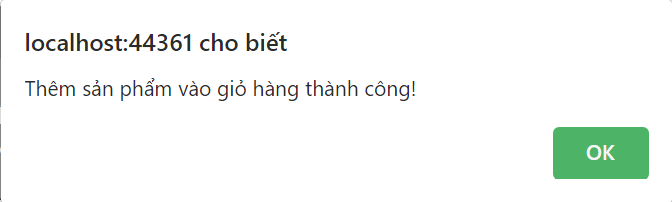 localhost:44361 cho biết
Thêm sản phẩm vào giỏ hàng thành công!
OK